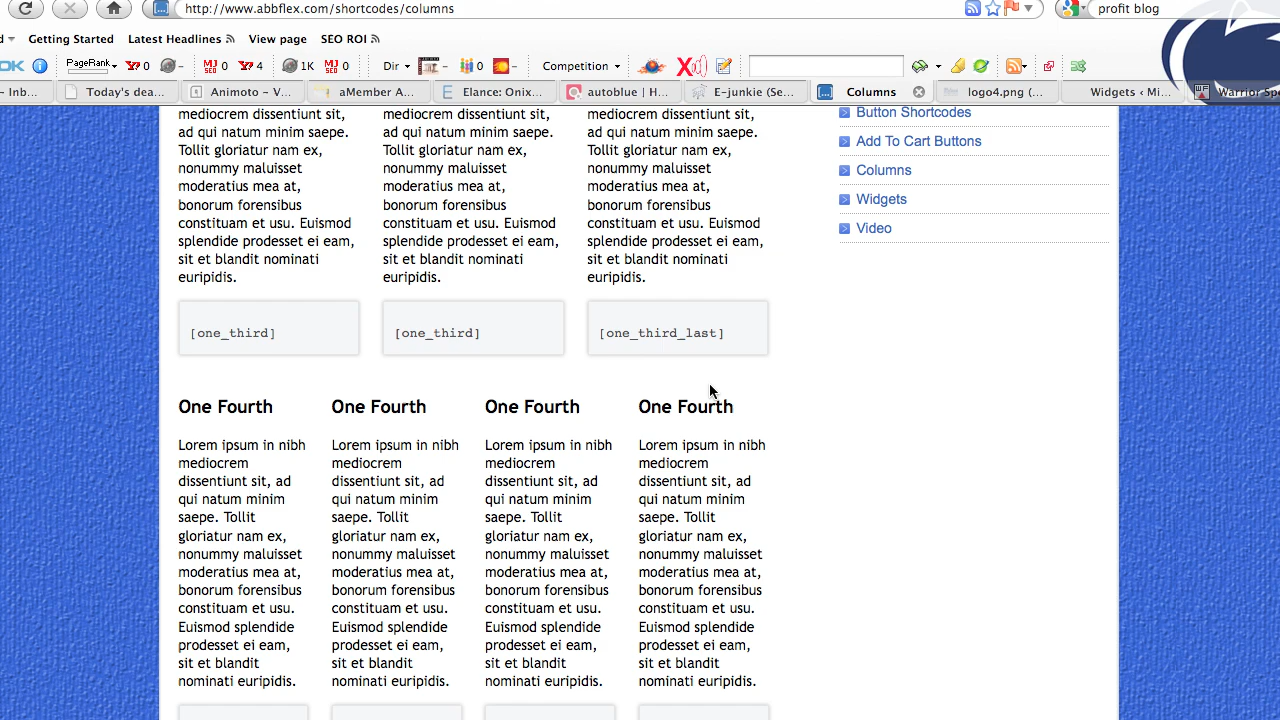 http://www.abbflex.com/shortcodes/columns
profit blog
Getting Started Latest Headlines View page SEO ROI
PageRank 0 MJ SEO 0 4 1K MJ SEO 0 Dir 0 Competition
Inb... Today's dea... Animoto – V... aMember A... Elance: Onix... autoblue | H... E-junkie (Se... Columns logo4.png (... Widgets ‹ Mi... Warrior Spe
mediocrem dissentiunt sit,
ad qui natum minim saepe.
Tollit gloriatur nam ex,
nonummy maluisset
moderatius mea at,
bonorum forensibus
constituam et usu. Euismod
splendide prodesset ei eam,
sit et blandit nominati
euripidis.
[one_third]
mediocrem dissentiunt sit,
ad qui natum minim saepe.
Tollit gloriatur nam ex,
nonummy maluisset
moderatius mea at,
bonorum forensibus
constituam et usu. Euismod
splendide prodesset ei eam,
sit et blandit nominati
euripidis.
[one_third]
mediocrem dissentiunt sit,
ad qui natum minim saepe.
Tollit gloriatur nam ex,
nonummy maluisset
moderatius mea at,
bonorum forensibus
constituam et usu. Euismod
splendide prodesset ei eam,
sit et blandit nominati
euripidis.
[one_third_last]
One Fourth
Lorem ipsum in nibh
mediocrem
dissentiunt sit, ad
qui natum minim
saepe. Tollit
gloriatur nam ex,
nonummy maluisset
moderatius mea at,
bonorum forensibus
constituam et usu.
Euismod splendide
prodesset ei eam,
sit et blandit
nominati euripidis.
One Fourth
Lorem ipsum in nibh
mediocrem
dissentiunt sit, ad
qui natum minim
saepe. Tollit
gloriatur nam ex,
nonummy maluisset
moderatius mea at,
bonorum forensibus
constituam et usu.
Euismod splendide
prodesset ei eam,
sit et blandit
nominati euripidis.
One Fourth
Lorem ipsum in nibh
mediocrem
dissentiunt sit, ad
qui natum minim
saepe. Tollit
gloriatur nam ex,
nonummy maluisset
moderatius mea at,
bonorum forensibus
constituam et usu.
Euismod splendide
prodesset ei eam,
sit et blandit
nominati euripidis.
One Fourth
Lorem ipsum in nibh
mediocrem
dissentiunt sit, ad
qui natum minim
saepe. Tollit
gloriatur nam ex,
nonummy maluisset
moderatius mea at,
bonorum forensibus
constituam et usu.
Euismod splendide
prodesset ei eam,
sit et blandit
nominati euripidis.
Button Shortcodes
Add To Cart Buttons
Columns
Widgets
Video